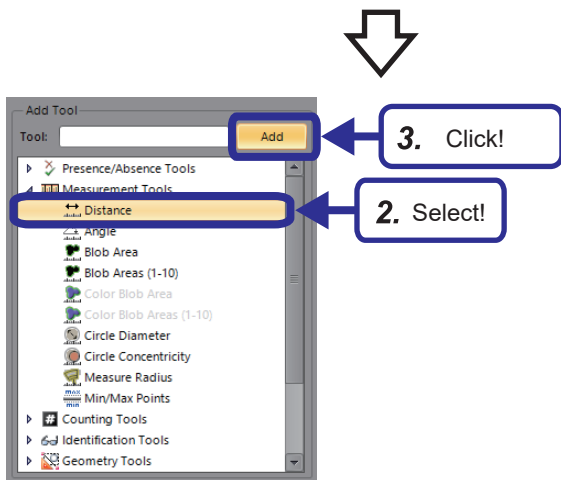 Add Tool
Tool: Add
3. Click!
Presence/Absence Tools
Measurement Tools
Distance
2. Select!
Angle
Blob Area
Blob Areas (1-10)
Color Blob Area
Color Blob Areas (1-10)
Circle Diameter
Circle Concentricity
Measure Radius
max
min
Min/Max Points
# Counting Tools
Identification Tools
Geometry Tools